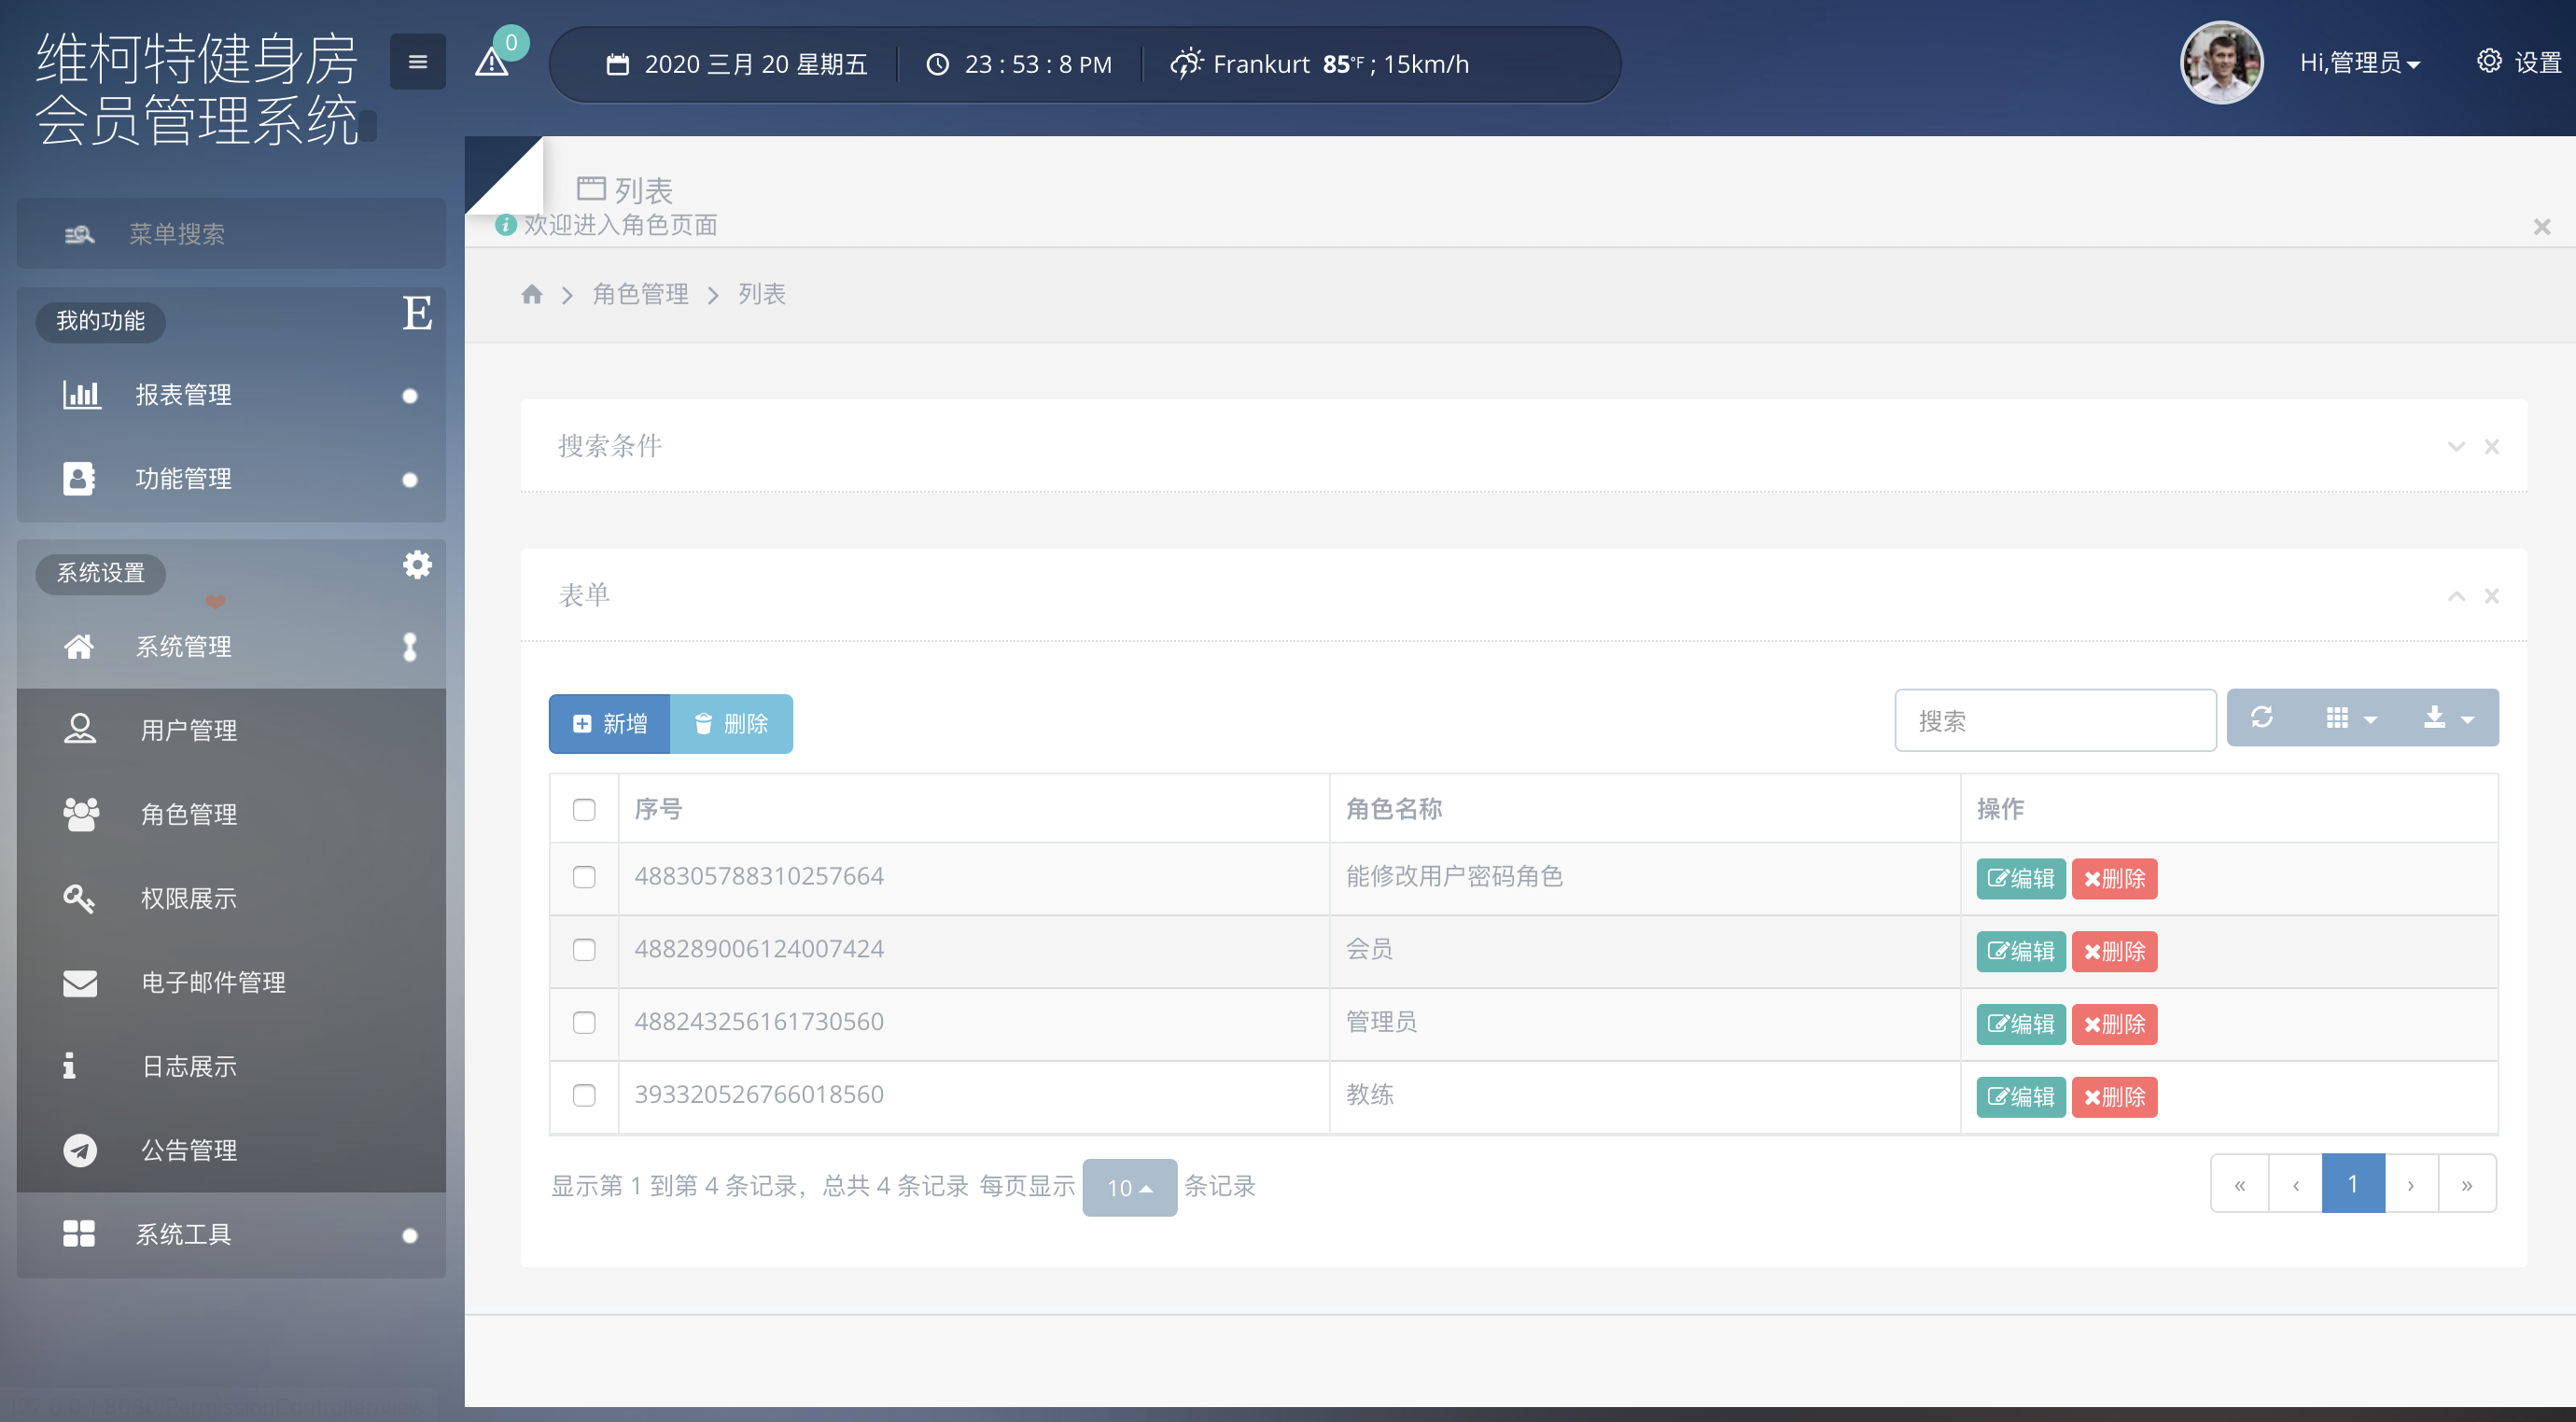 维柯特健身房
会员管理系统
0
2020 三月 20 星期五
23 : 53 : 8 PM
Frankurt 85°F ; 15km/h
Hi,管理员
设置
菜单搜索
我的功能
E
报表管理
功能管理
系统设置
系统管理
用户管理
角色管理
权限展示
电子邮件管理
日志展示
公告管理
系统工具
列表
欢迎进入角色页面
角色管理 列表
搜索条件
表单
新增 删除
搜索
序号 角色名称 操作
488305788310257664 能修改用户密码角色 编辑 删除
488289006124007424 会员 编辑 删除
488243256161730560 管理员 编辑 删除
393320526766018560 教练 编辑 删除
显示第 1 到第 4 条记录，总共 4 条记录 每页显示 10 条记录
« ‹ 1 › »